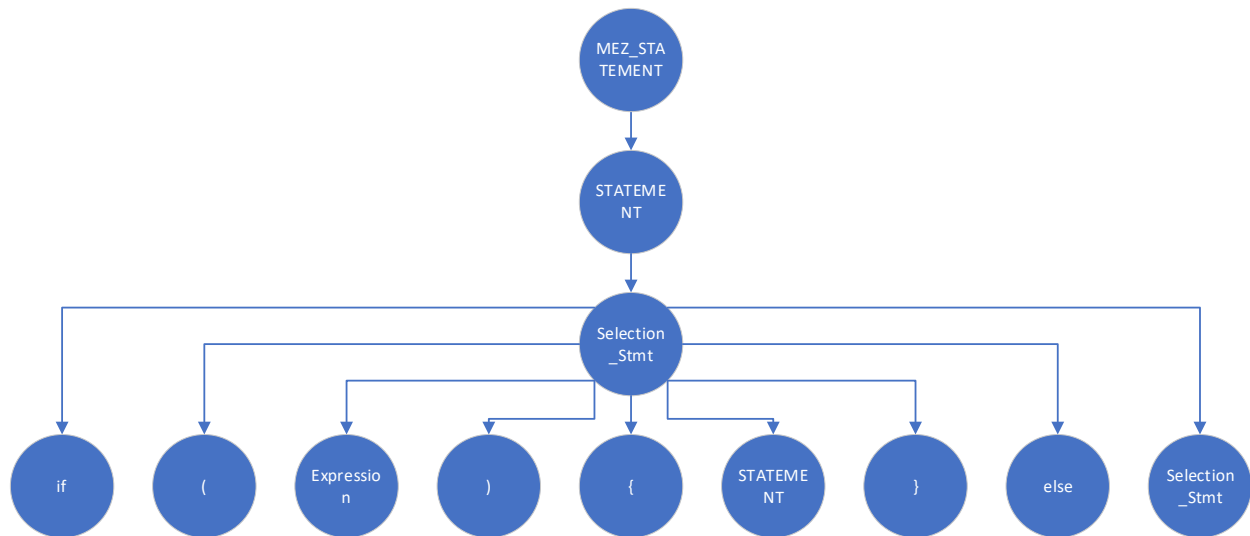 MEZ_STA
TEMENT
STATEME
NT
Selection
_Stmt
if
(
Expressio
n
)
{
STATEME
NT
}
else
Selection
_Stmt